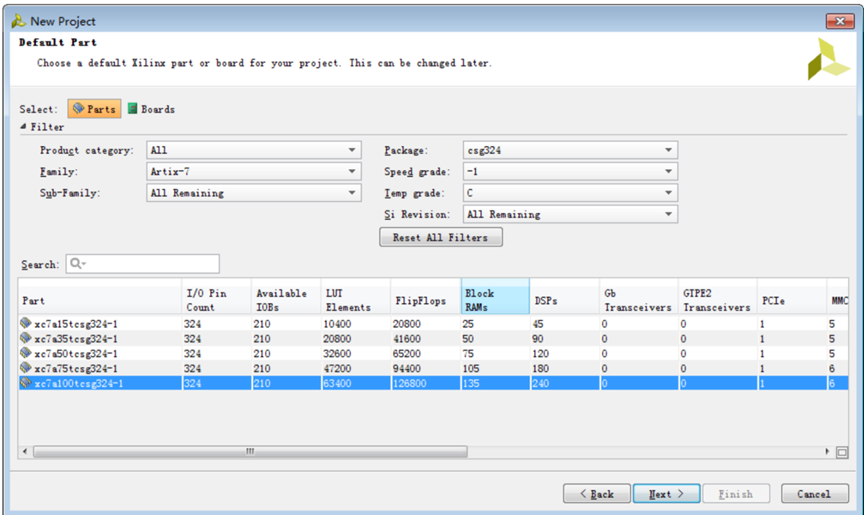 New Project
Default Part
Choose a default Xilinx part or board for your project. This can be changed later.
Select: Parts Boards
Filter
Product category: All Package: csg324
Family: Artix-7 Speed grade: -1
Sub-Family: All Remaining Temp grade: C
Si Revision: All Remaining
Reset All Filters
Search:
Part I/O Pin Count Available IOBs LUT Elements FlipFlops Block RAMs DSPs Gb Transceivers GTPE2 Transceivers PCIe MMC
xc7a15tcsg324-1 324 210 10400 20800 25 45 0 0 1 5
xc7a35tcsg324-1 324 210 20800 41600 50 90 0 0 1 5
xc7a50tcsg324-1 324 210 32600 65200 75 120 0 0 1 5
xc7a75tcsg324-1 324 210 47200 94400 105 180 0 0 1 6
xc7a100tcsg324-1 324 210 63400 126800 135 240 0 0 1 6
< Back Next > Finish Cancel